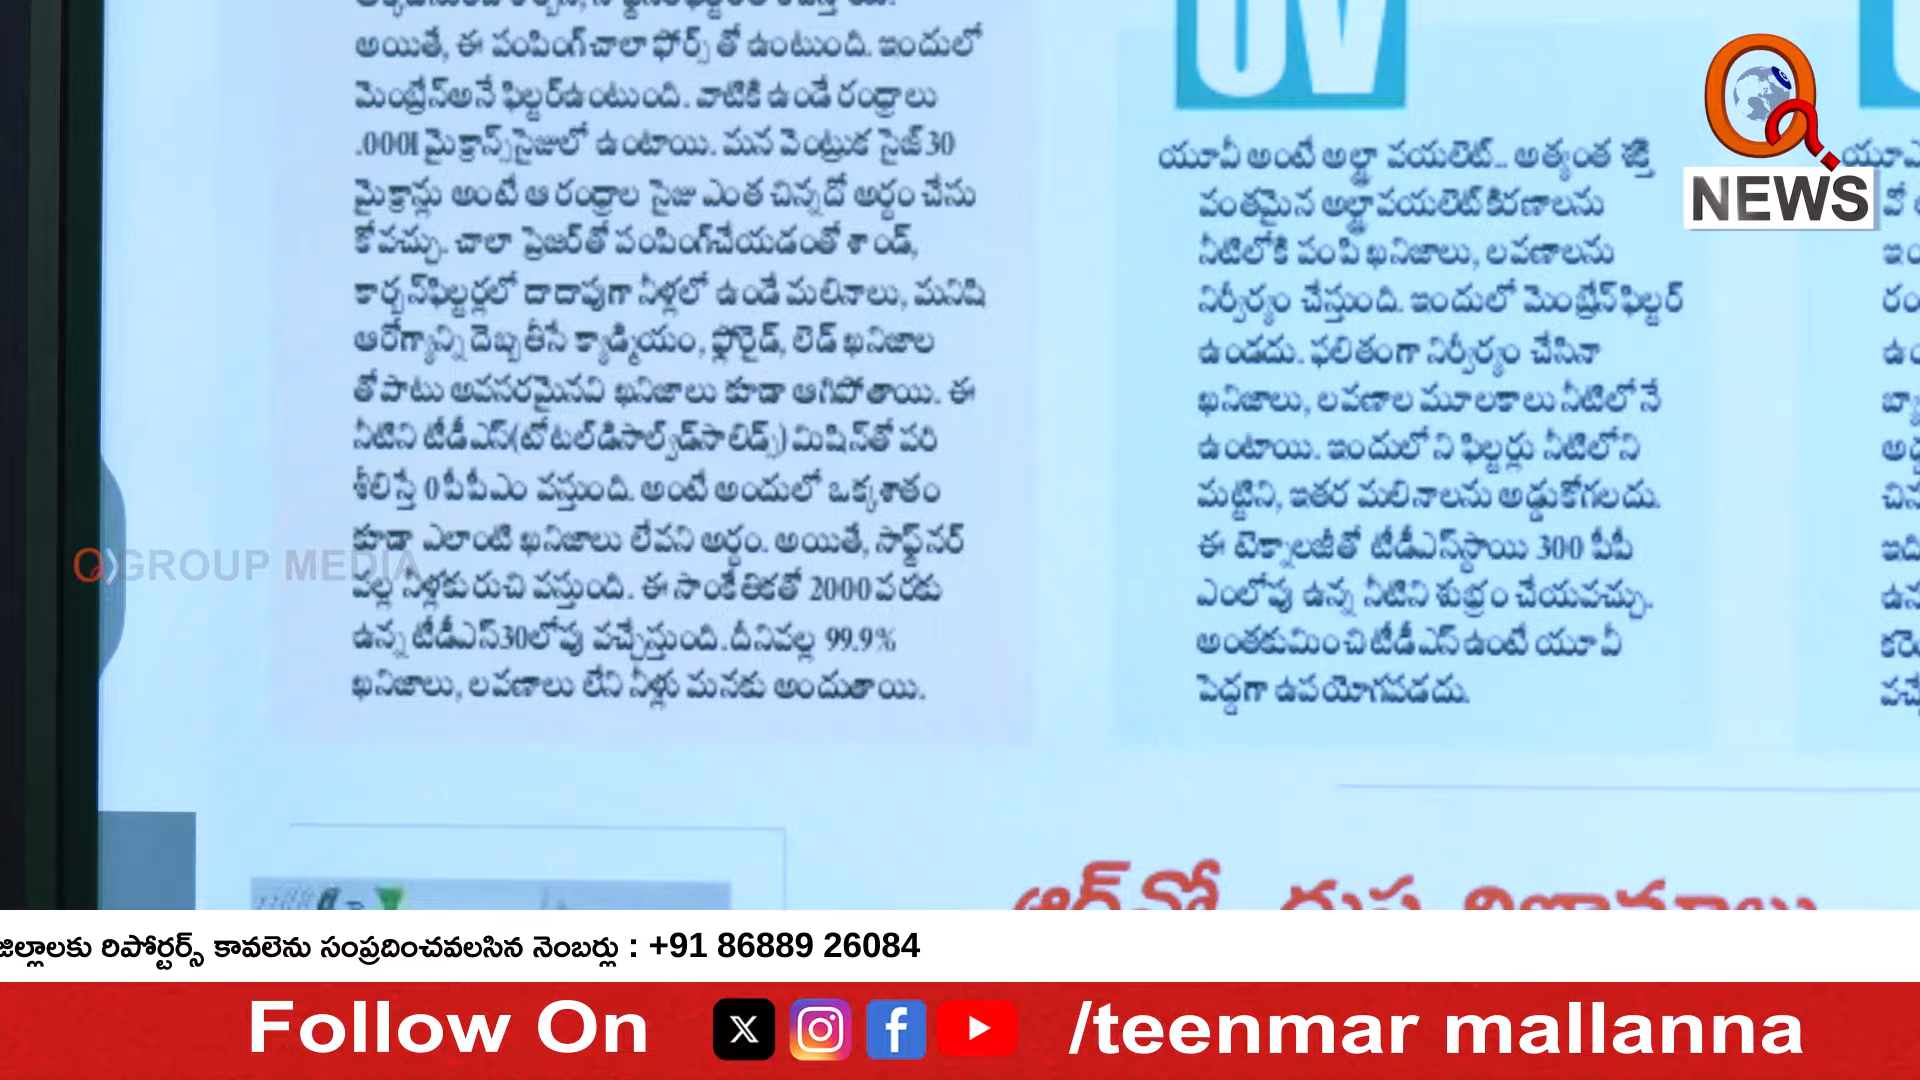 అయితే, ఈ పంపింగ్ చాలా ఫోర్స్ తో ఉంటుంది. ఇందులో
మెంబ్రేన్అనే ఫిల్టర్ఉంటుంది. వాటికి ఉండే రంధ్రాలు
.0001 మైక్రాన్స్సైజులో ఉంటాయి. మన వెంట్రుక సైజ్ 30
మైక్రాన్లు అంటే ఆ రంధ్రాల సైజు ఎంత చిన్నదో అర్థం చేసు
కోవచ్చు. చాలా ప్రెజర్‌తో పంపింగ్‌చేయడంతో శాండ్,
కార్బన్‌ఫిల్టర్లలో దాదాపుగా నీళ్లలో ఉండే మలినాలు, మనిషి
ఆరోగ్యాన్ని దెబ్బతీసే క్యాడ్మియం, ఫ్లోరైడ్, లెడ్ ఖనిజాల
తోపాటు అవసరమైనవి ఖనిజాలు కూడా ఆగిపోతాయి. ఈ
నీటిని టీడీఎస్(టోటల్‌డిసాల్వ్డ్‌సాలిడ్స్) మిషిన్‌తో పరి
శీలిస్తే 0 పీపీఎం వస్తుంది. అంటే అందులో ఒక్కశాతం
కూడా ఎలాంటి ఖనిజాలు లేవని అర్థం. అయితే, సాఫ్ట్‌నర్
వల్ల నీళ్లకు రుచి వస్తుంది. ఈ సాంకేతికతో 2000 వరకు
ఉన్న టీడీఎస్30లోపు వచ్చేస్తుంది. దీనివల్ల 99.9%
ఖనిజాలు, లవణాలు లేని నీళ్లు మనకు అందుతాయి.
UV
యూవీ అంటే అల్ట్రా వయలెట్.. అత్యంత శక్తి
వంతమైన అల్ట్రావయలెట్ కిరణాలను
నీటిలోకి పంపి ఖనిజాలు, లవణాలను
నిర్వీర్యం చేస్తుంది. ఇందులో మెంబ్రేన్‌ఫిల్టర్
ఉండదు. ఫలితంగా నిర్వీర్యం చేసినా
ఖనిజాలు, లవణాల మూలకాలు నీటిలోనే
ఉంటాయి. ఇందులోని ఫిల్టర్లు నీటిలోని
మట్టిని, ఇతర మలినాలను అడ్డుకోగలదు.
ఈ టెక్నాలజీతో టీడీఎస్‌స్థాయి 300 పీపీ
ఎంలోపు ఉన్న నీటిని శుభ్రం చేయవచ్చు.
అంతకుమించి టీడీఎస్ఉంటే యూవీ
పెద్దగా ఉపయోగపడదు.
Q NEWS
Q GROUP MEDIA
జిల్లాలకు రిపోర్టర్స్ కావలెను సంప్రదించవలసిన నెంబర్లు : +91 86889 26084
Follow On /teenmar mallanna